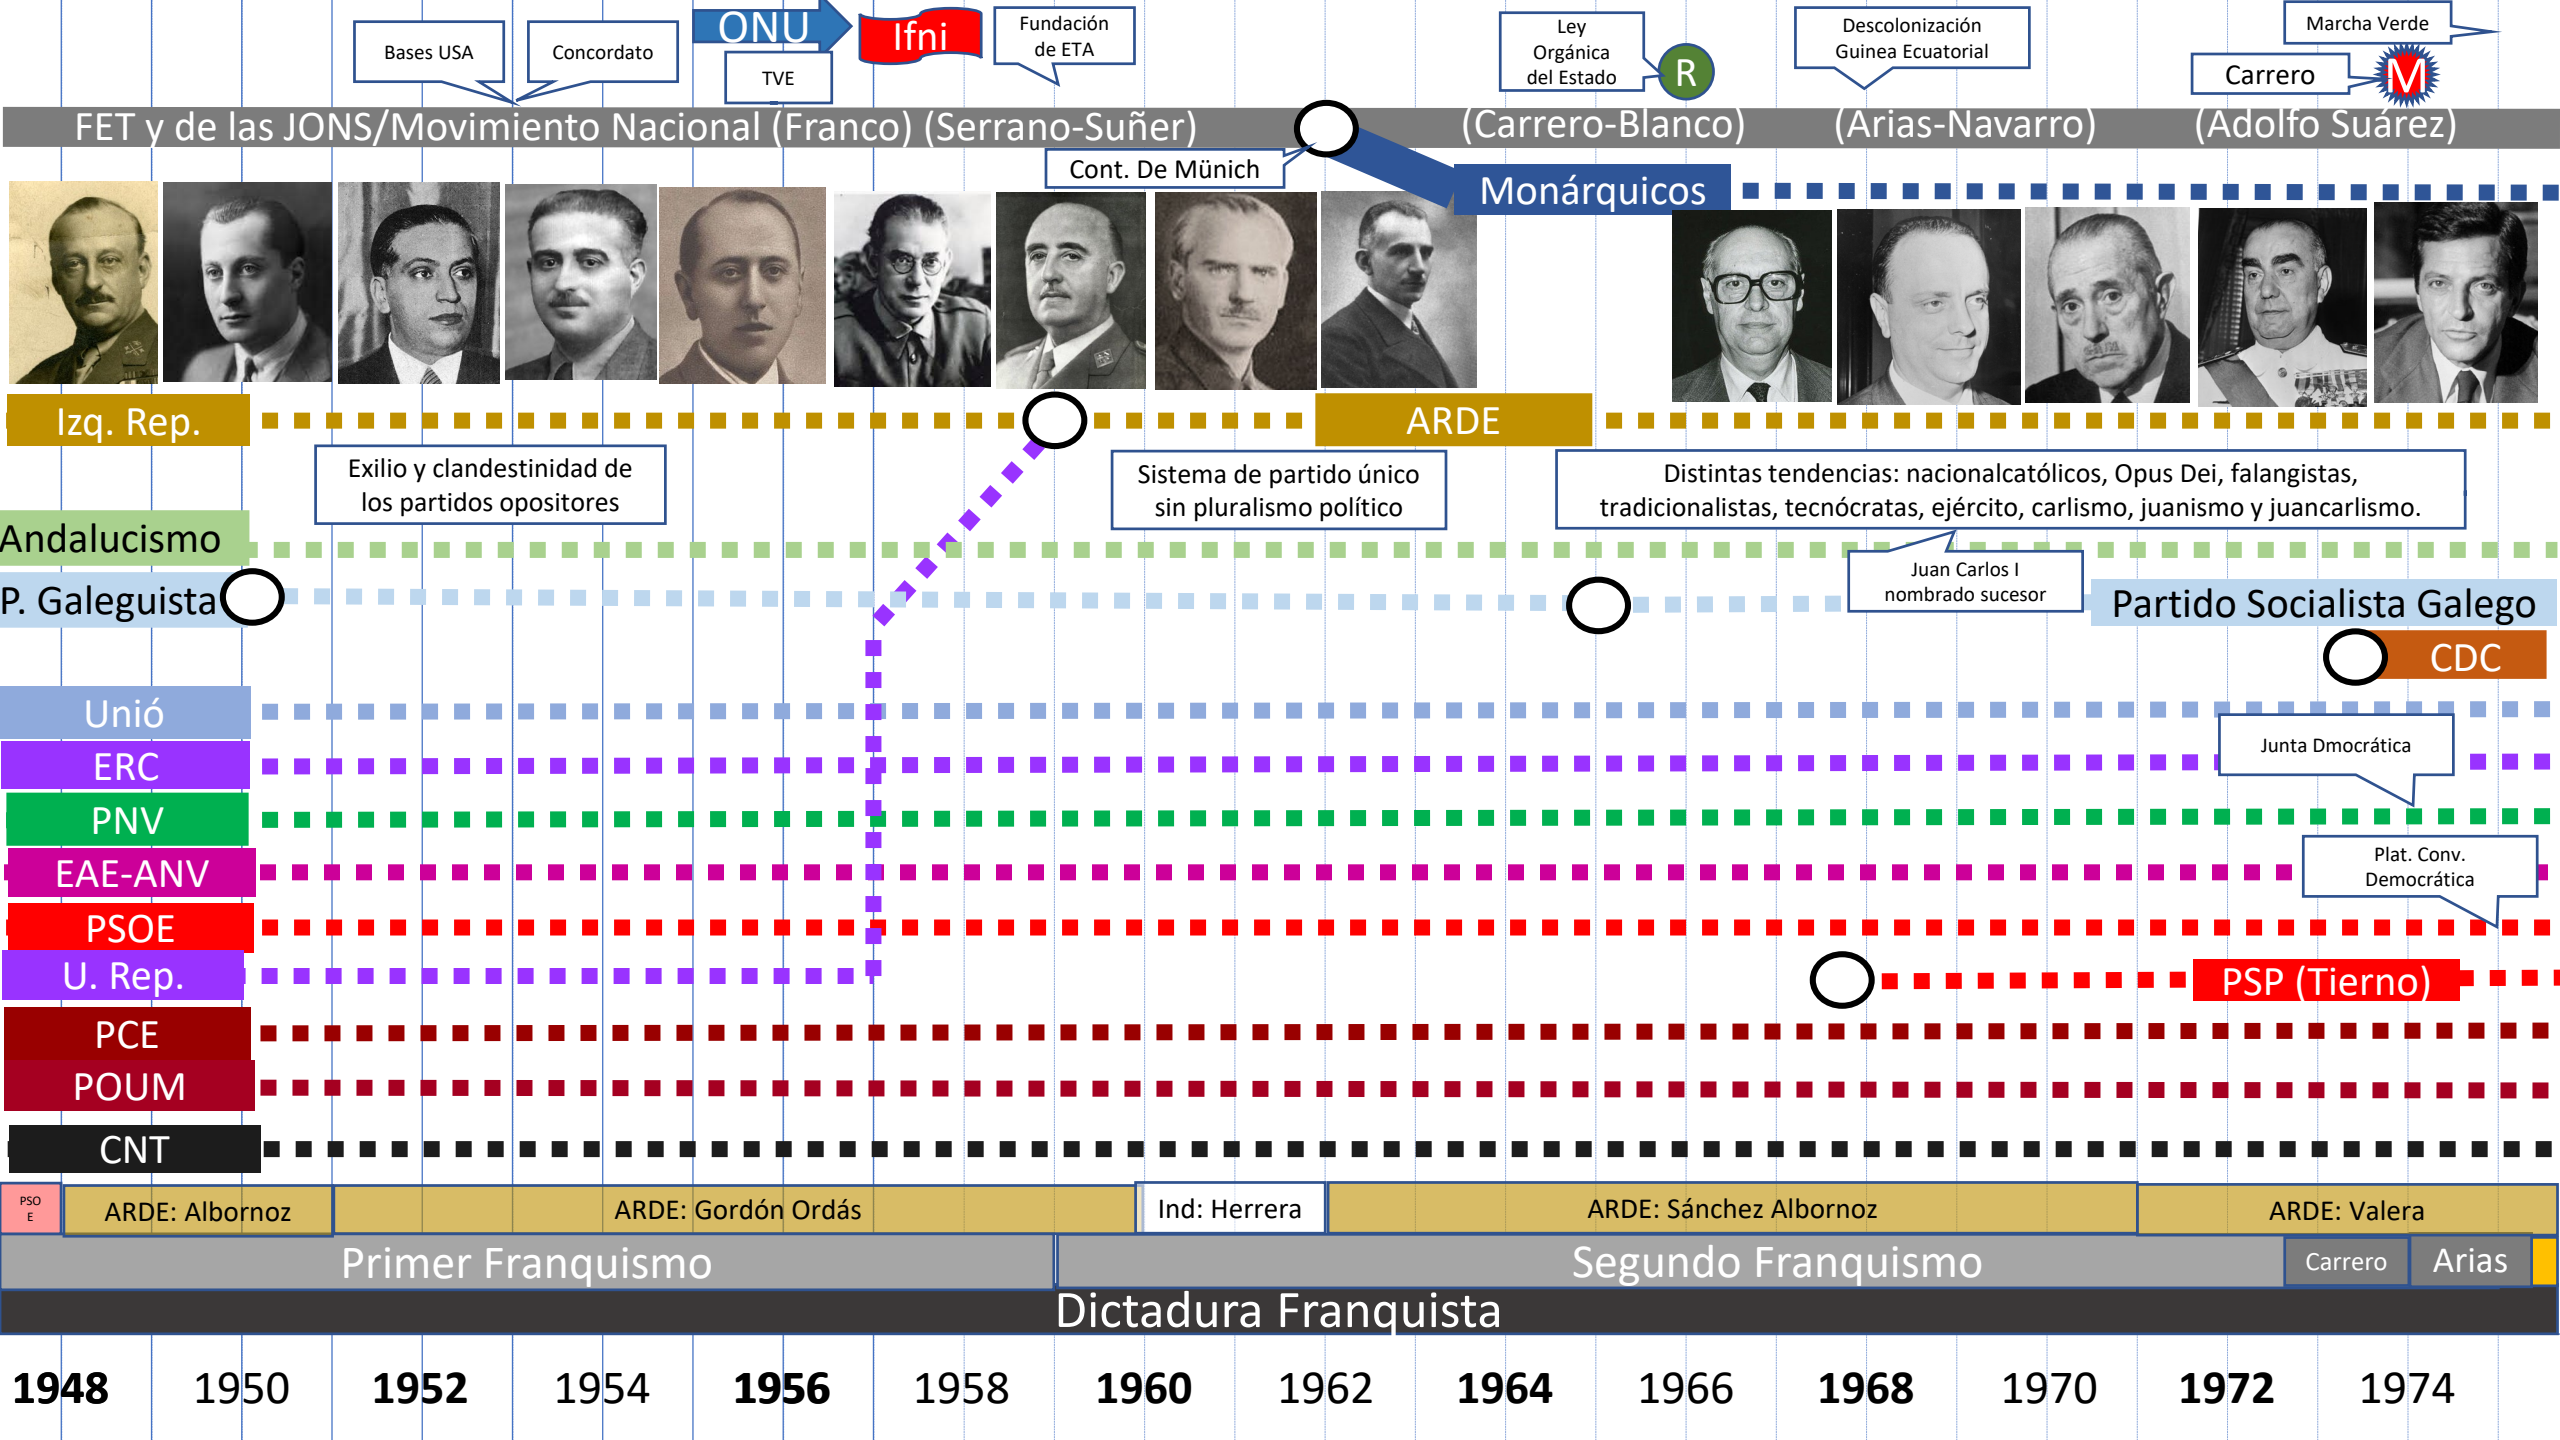 ONU
Ifni
Fundación
de ETA
Ley
Orgánica
del Estado
R
Descolonización
Guinea Ecuatorial
Marcha Verde
Bases USA
Concordato
TVE
Carrero
M
FET y de las JONS/Movimiento Nacional (Franco) (Serrano-Suñer)
(Carrero-Blanco)
(Arias-Navarro)
(Adolfo Suárez)
Cont. De Münich
Monárquicos
Izq. Rep.
ARDE
Exilio y clandestinidad de
los partidos opositores
Sistema de partido único
sin pluralismo político
Distintas tendencias: nacionalcatólicos, Opus Dei, falangistas,
tradicionalistas, tecnócratas, ejército, carlismo, juanismo y juancarlismo.
Andalucismo
Juan Carlos I
nombrado sucesor
P. Galeguista
Partido Socialista Galego
CDC
Unió
Junta Dmocrática
ERC
PNV
EAE-ANV
Plat. Conv.
Democrática
PSOE
U. Rep.
PSP (Tierno)
PCE
POUM
CNT
PSO
E
ARDE: Albornoz
ARDE: Gordón Ordás
Ind: Herrera
ARDE: Sánchez Albornoz
ARDE: Valera
Primer Franquismo
Segundo Franquismo
Carrero
Arias
Dictadura Franquista
1948 1950 1952 1954 1956 1958 1960 1962 1964 1966 1968 1970 1972 1974